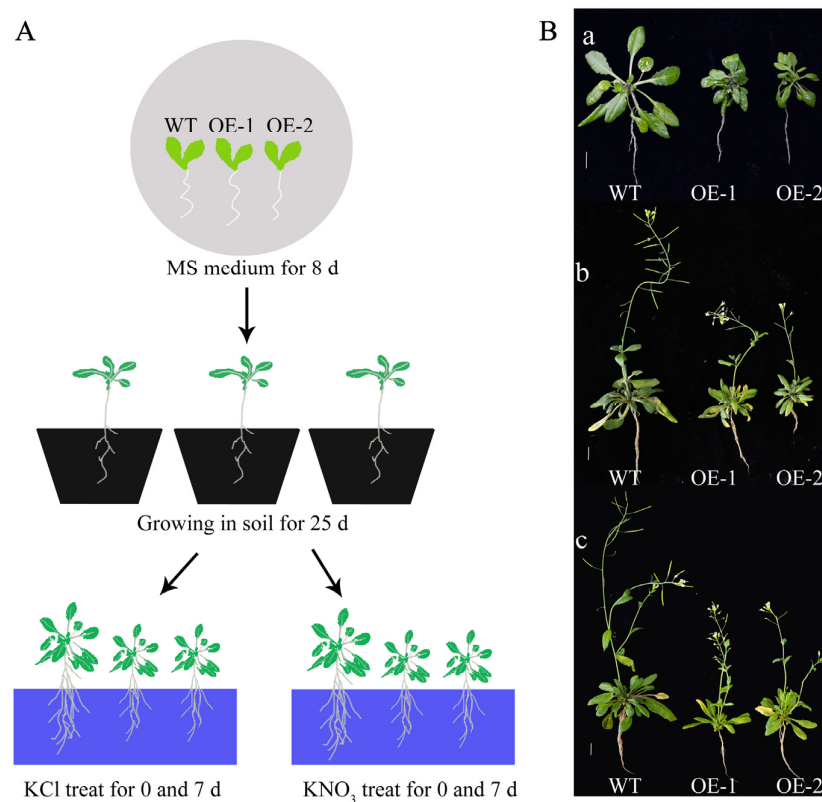 A
WT OE-1 OE-2
MS medium for 8 d
Growing in soil for 25 d
KCl treat for 0 and 7 d
KNO₃ treat for 0 and 7 d
B
a
WT OE-1 OE-2
b
WT OE-1 OE-2
c
WT OE-1 OE-2